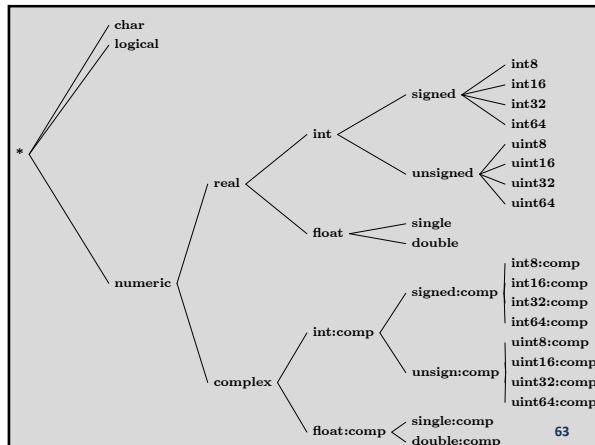 char
logical
int8
int16
signed
int32
int64
int
uint8
*
uint16
unsigned
real
uint32
uint64
single
float
double
int8:comp
numeric
int16:comp
signed:comp
int32:comp
int64:comp
int:comp
uint8:comp
uint16:comp
unsign:comp
complex
uint32:comp
uint64:comp
single:comp
float:comp
63
double:comp